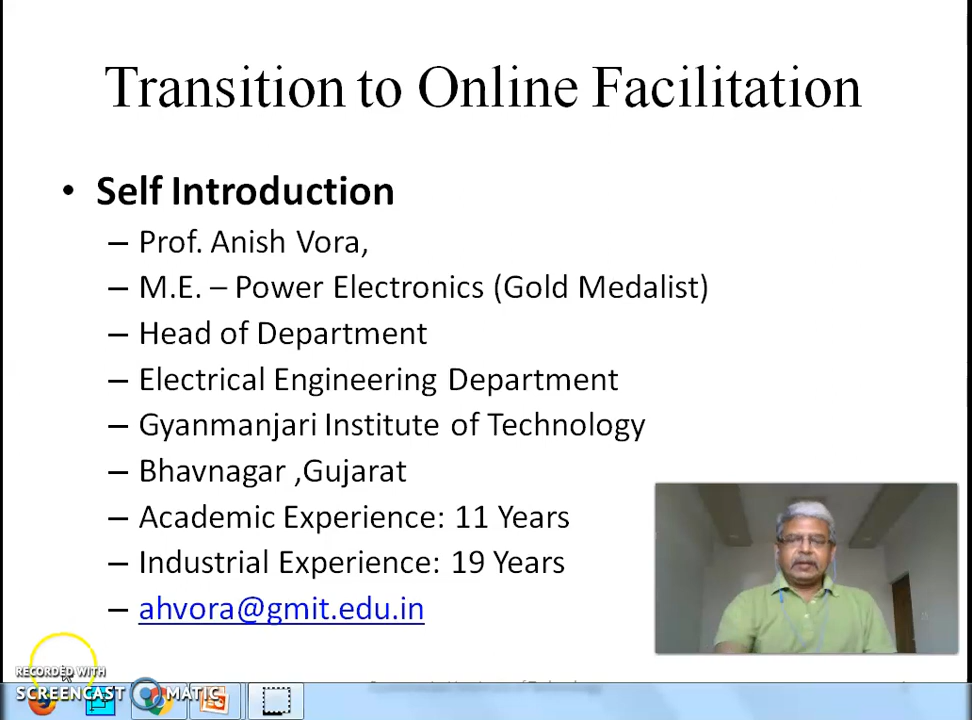 Transition to Online Facilitation
• Self Introduction
– Prof. Anish Vora,
– M.E. – Power Electronics (Gold Medalist)
– Head of Department
– Electrical Engineering Department
– Gyanmanjari Institute of Technology
– Bhavnagar ,Gujarat
– Academic Experience: 11 Years
– Industrial Experience: 19 Years
– ahvora@gmit.edu.in
RECORDED WITH
SCREENCAST MATIC